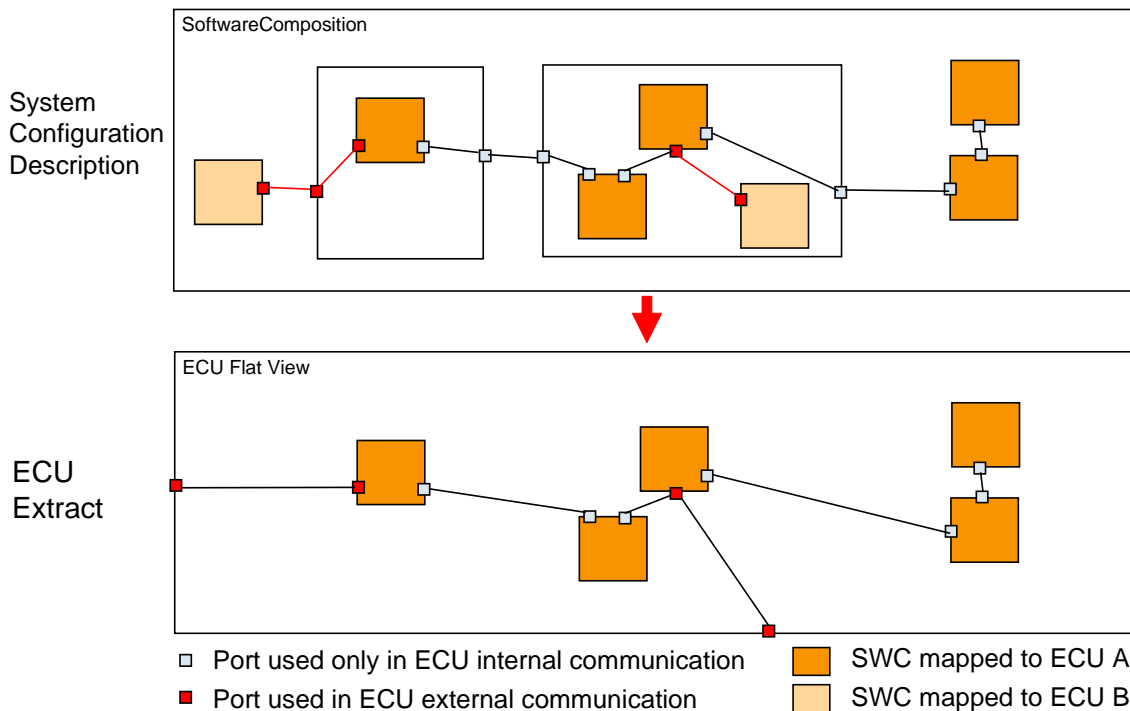 SoftwareComposition
System
Configuration
Description
ECU Flat View
ECU
Extract
Port used only in ECU internal communication
SWC mapped to ECU A
Port used in ECU external communication
SWC mapped to ECU B